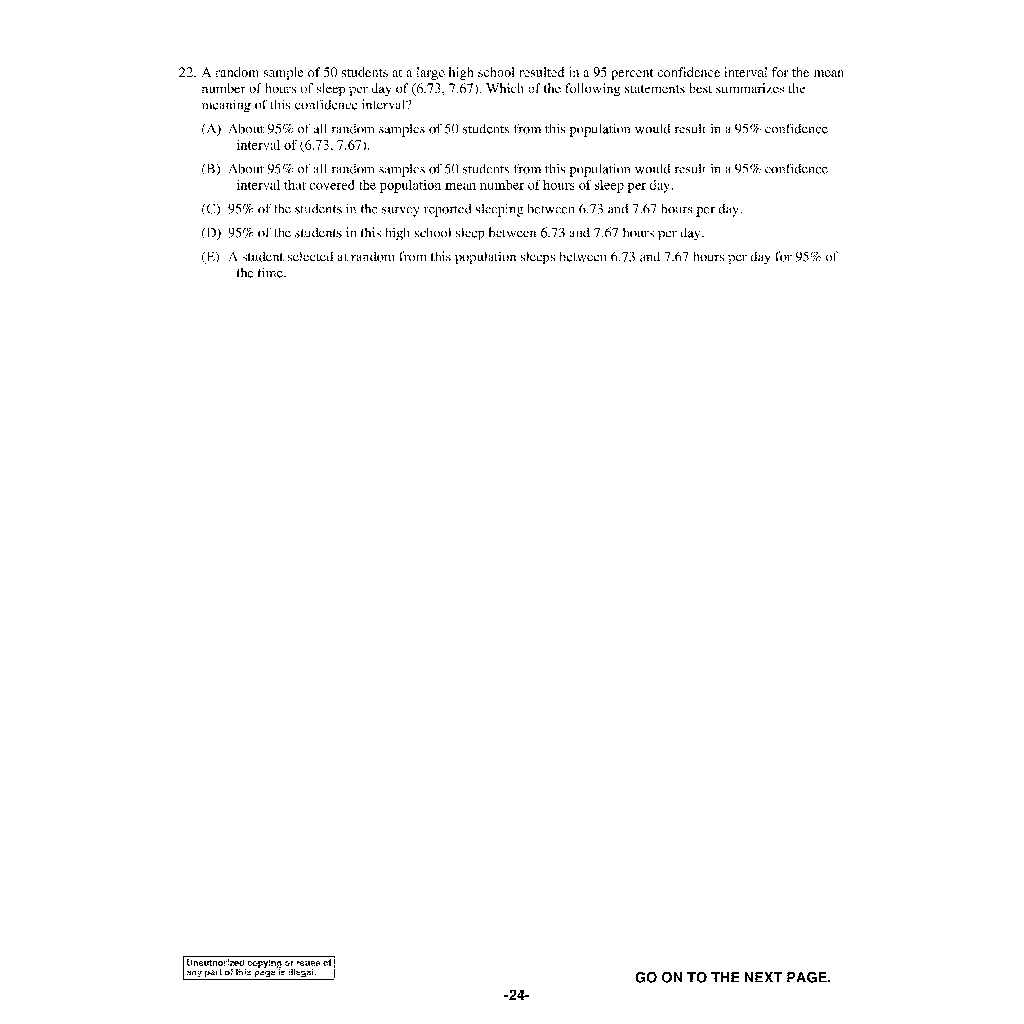 22. A random sample of 50 students at a large high school resulted in a 95 percent confidence interval for the mean
number of hours of sleep per day of (6.73, 7.67). Which of the following statements best summarizes the
meaning of this confidence interval?
(A) About 95% of all random samples of 50 students from this population would result in a 95% confidence
interval of (6.73, 7.67).
(B) About 95% of all random samples of 50 students from this population would result in a 95% confidence
interval that covered the population mean number of hours of sleep per day.
(C) 95% of the students in the survey reported sleeping between 6.73 and 7.67 hours per day.
(D) 95% of the students in this high school sleep between 6.73 and 7.67 hours per day.
(E) A student selected at random from this population sleeps between 6.73 and 7.67 hours per day for 95% of
the time.
Unauthorized copying or reuse of
any part of this page is illegal.
GO ON TO THE NEXT PAGE.
-24-